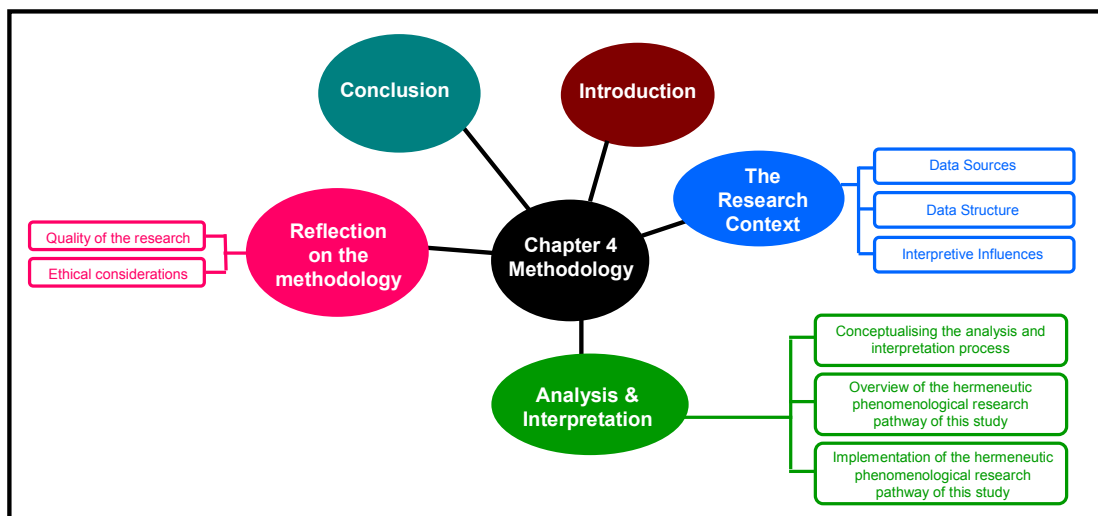 Conclusion
Introduction
The
Research
Context
Data Sources
Data Structure
Interpretive Influences
Chapter 4
Methodology
Reflection
on the
methodology
Quality of the research
Ethical considerations
Analysis &
Interpretation
Conceptualising the analysis and
interpretation process
Overview of the hermeneutic
phenomenological research
pathway of this study
Implementation of the hermeneutic
phenomenological research
pathway of this study